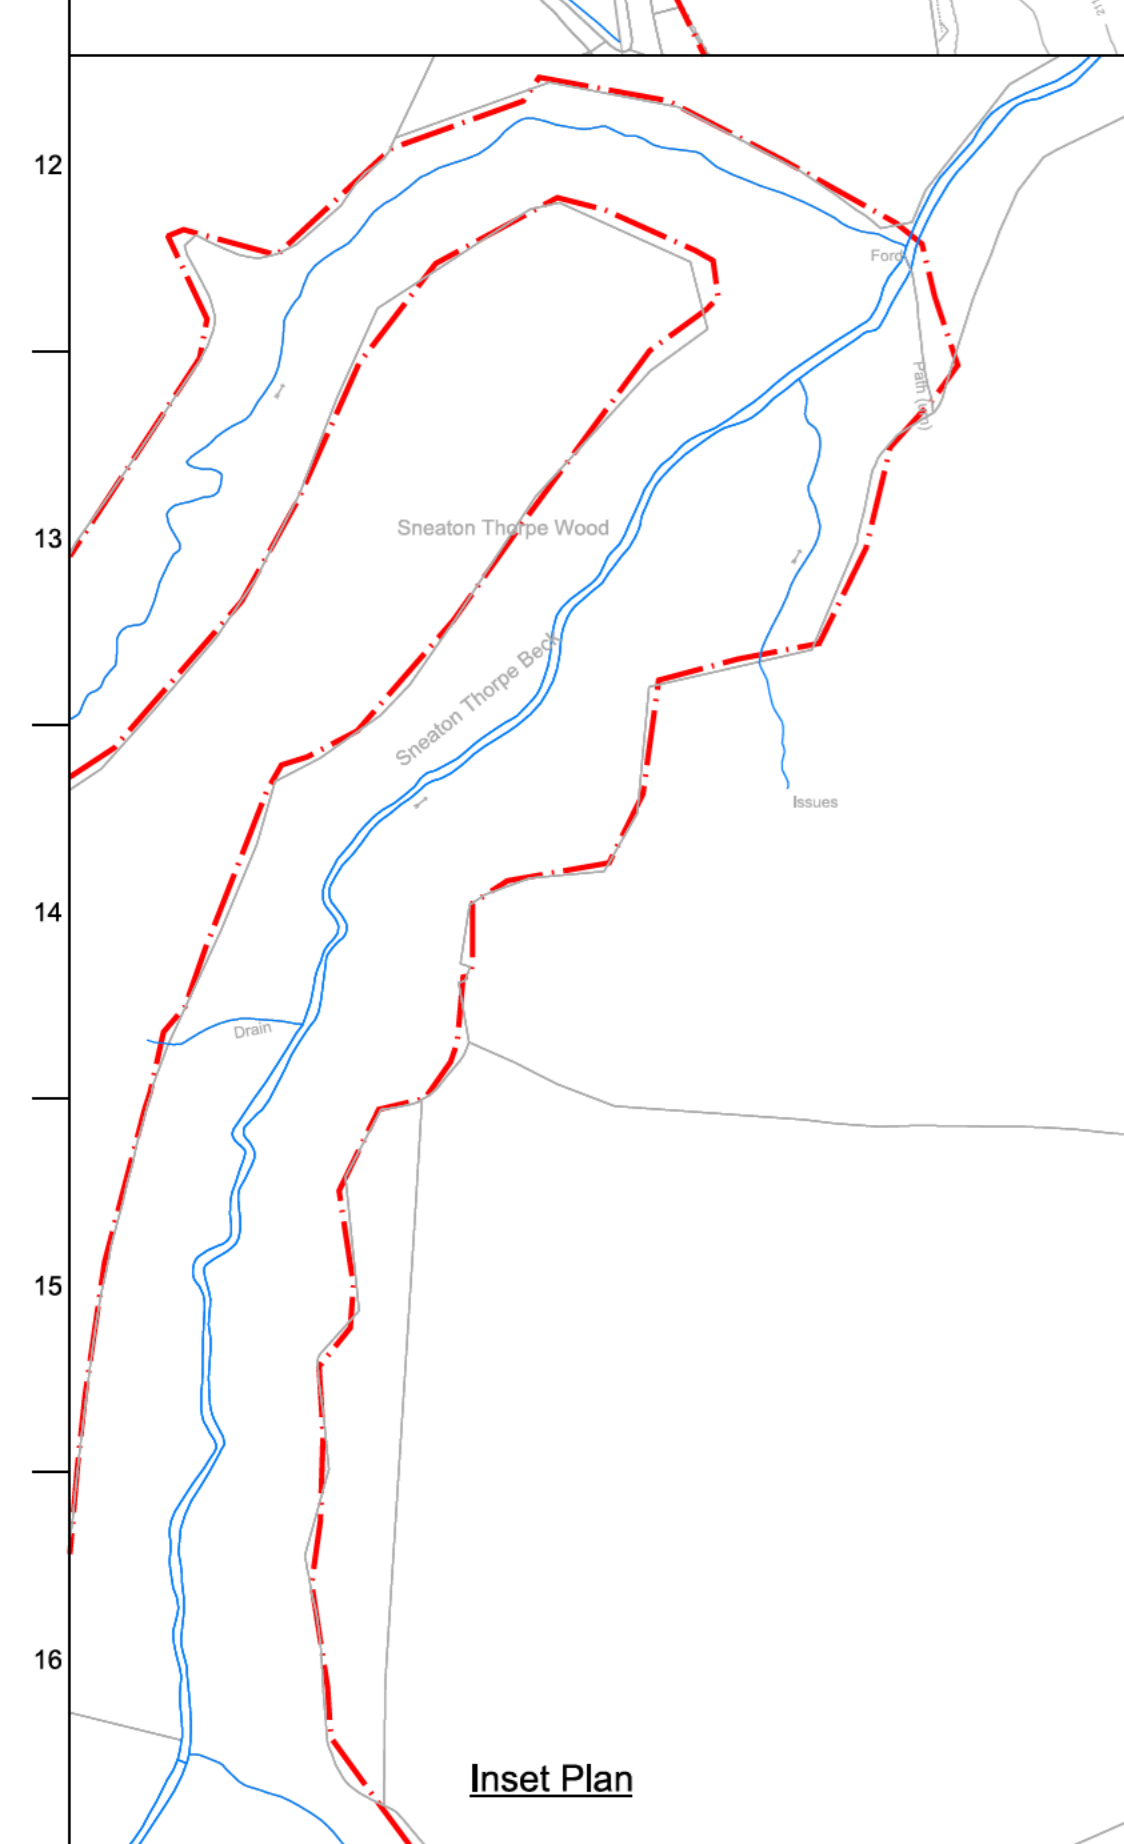 12
Ford
Path (um)
13
Sneaton Thorpe Wood
Sneaton Thorpe Beck
Issues
14
Drain
15
16
Inset Plan